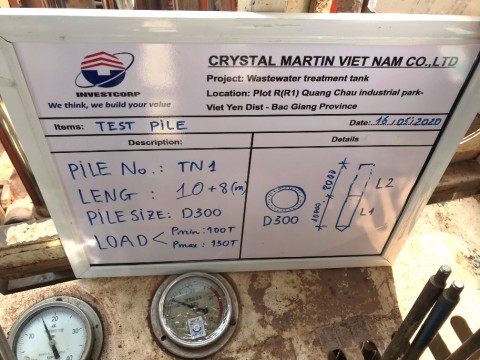 INVESTCORP
We think, we build your value
CRYSTAL MARTIN VIET NAM CO.,LTD
Project: Wastewater treatment tank
Location: Plot R(R1) Quang Chau industrial park-
Viet Yen Dist - Bac Giang Province
Items: TEST PILE
Date: 16/05/2020
Description:
Details
PILE No.: TN1
LENG : 10+8(m)
PILE SIZE: D300
LOAD < Pmin: 100T
Pmax: 150T
D300
8000
10000
L2
L1